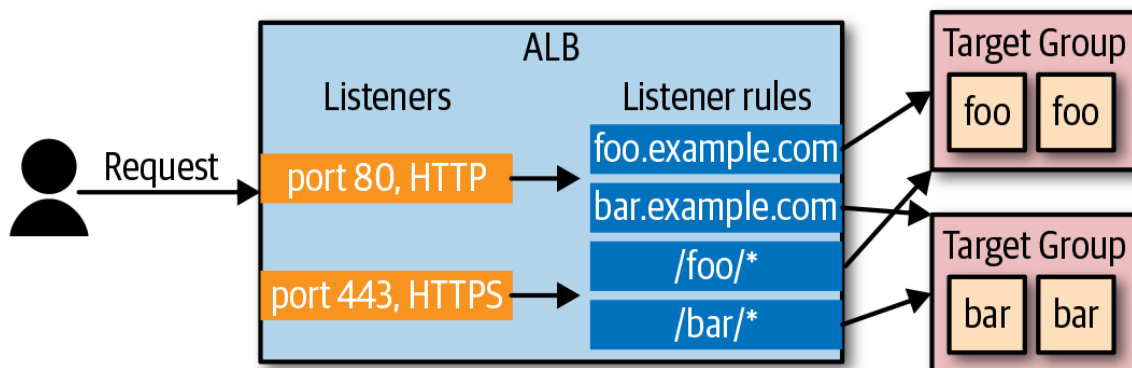 ALB
Listeners
Listener rules
Request
port 80, HTTP
port 443, HTTPS
foo.example.com
bar.example.com
/foo/*
/bar/*
Target Group
foo foo
Target Group
bar bar